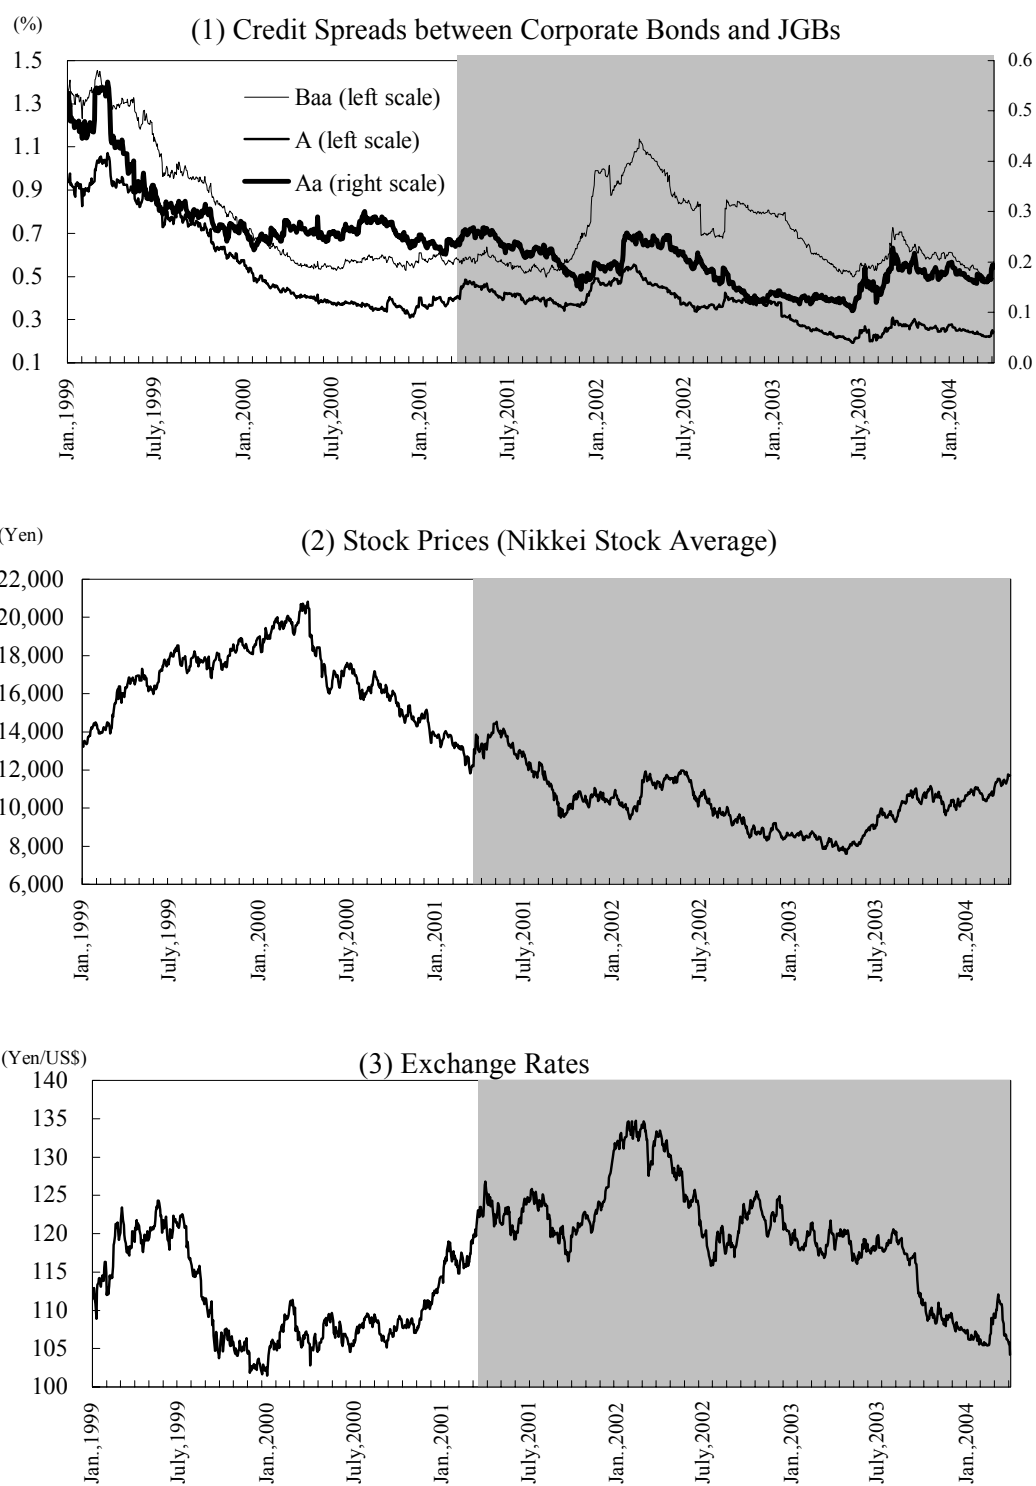 (%)
(1) Credit Spreads between Corporate Bonds and JGBs
1.5
1.3
1.1
0.9
0.7
0.5
0.3
0.1
0.6
0.5
0.4
0.3
0.2
0.1
0.0
Baa (left scale)
A (left scale)
Aa (right scale)
Jan.,1999
July,1999
Jan.,2000
July,2000
Jan.,2001
July,2001
Jan.,2002
July,2002
Jan.,2003
July,2003
Jan.,2004
(Yen)
(2) Stock Prices (Nikkei Stock Average)
22,000
20,000
18,000
16,000
14,000
12,000
10,000
8,000
6,000
Jan.,1999
July,1999
Jan.,2000
July,2000
Jan.,2001
July,2001
Jan.,2002
July,2002
Jan.,2003
July,2003
Jan.,2004
(Yen/US$)
(3) Exchange Rates
140
135
130
125
120
115
110
105
100
Jan.,1999
July,1999
Jan.,2000
July,2000
Jan.,2001
July,2001
Jan.,2002
July,2002
Jan.,2003
July,2003
Jan.,2004